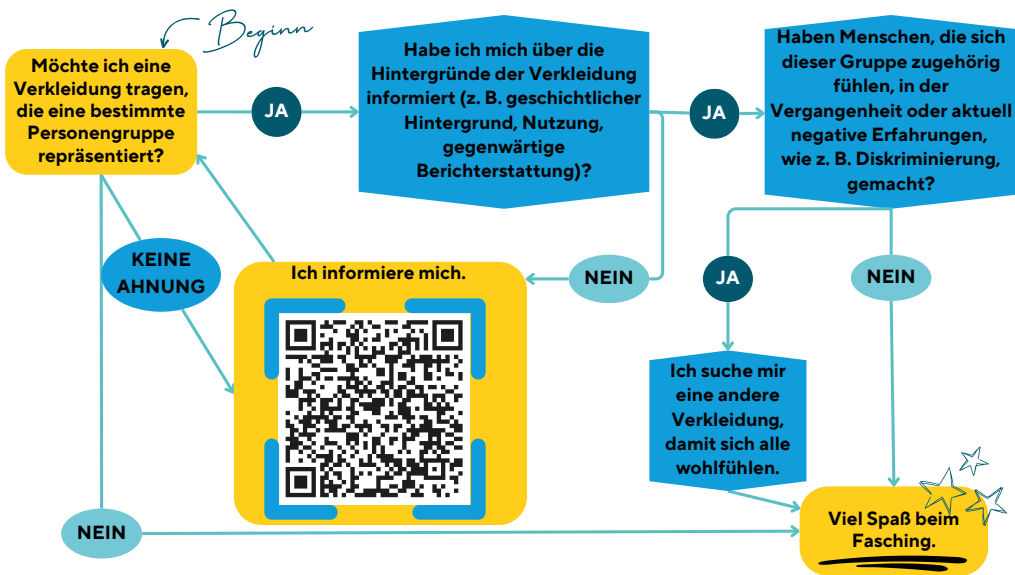 Beginn
Möchte ich eine
Verkleidung tragen,
die eine bestimmte
Personengruppe
repräsentiert?
JA
Habe ich mich über die
Hintergründe der Verkleidung
informiert (z. B. geschichtlicher
Hintergrund, Nutzung,
gegenwärtige
Berichterstattung)?
JA
Haben Menschen, die sich
dieser Gruppe zugehörig
fühlen, in der
Vergangenheit oder aktuell
negative Erfahrungen,
wie z. B. Diskriminierung,
gemacht?
KEINE
AHNUNG
Ich informiere mich.
NEIN
JA
NEIN
Ich suche mir
eine andere
Verkleidung,
damit sich alle
wohlfühlen.
NEIN
Viel Spaß beim
Fasching.